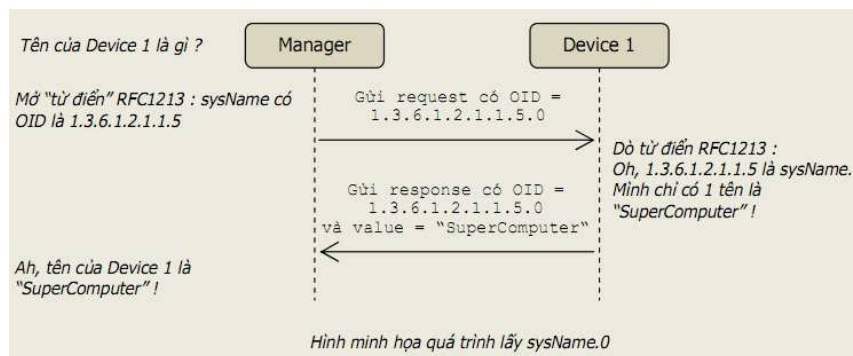 Tên của Device 1 là gì ?
Manager
Device 1
Mở “từ điển” RFC1213 : sysName có
OID là 1.3.6.1.2.1.1.5
Gửi request có OID =
1.3.6.1.2.1.1.5.0
Dò từ điển RFC1213 :
Oh, 1.3.6.1.2.1.1.5 là sysName.
Mình chỉ có 1 tên là
“SuperComputer” !
Gửi response có OID =
1.3.6.1.2.1.1.5.0
và value = “SuperComputer“
Ah, tên của Device 1 là
“SuperComputer” !
Hình minh họa quá trình lấy sysName.0